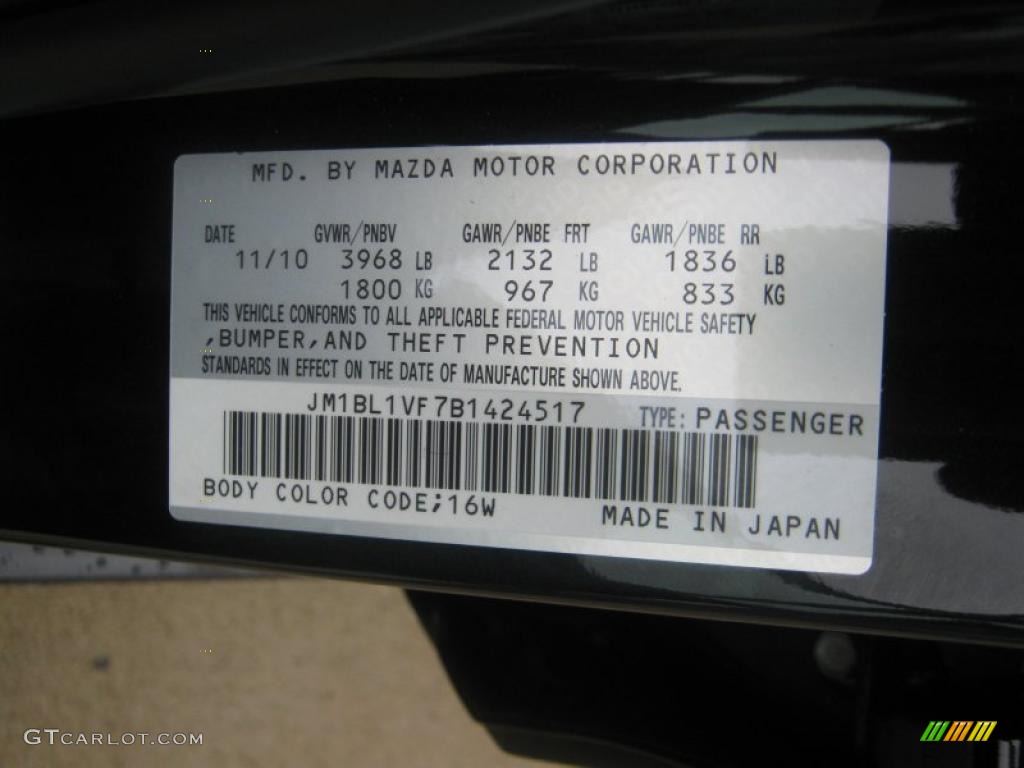 MFD. BY MAZDA MOTOR CORPORATION
DATE GVWR/PNBV GAWR/PNBE FRT GAWR/PNBE RR
11/10 3968 LB 2132 LB 1836 LB
1800 KG 967 KG 833 KG
THIS VEHICLE CONFORMS TO ALL APPLICABLE FEDERAL MOTOR VEHICLE SAFETY
,BUMPER,AND THEFT PREVENTION
STANDARDS IN EFFECT ON THE DATE OF MANUFACTURE SHOWN ABOVE.
JM1BL1VF7B1424517 TYPE: PASSENGER
BODY COLOR CODE;16W MADE IN JAPAN
GTCARLOT.COM